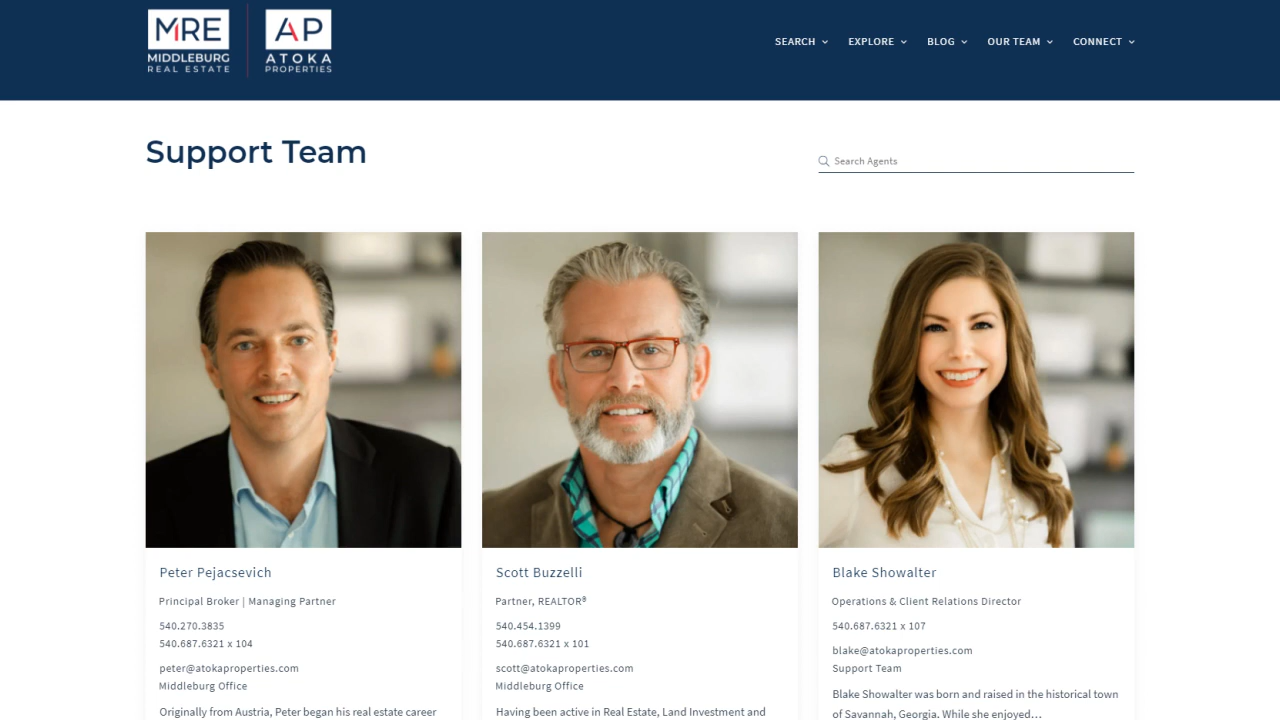 MRE
MIDDLEBURG
REAL ESTATE
AP
ATOKA
PROPERTIES
SEARCH
EXPLORE
BLOG
OUR TEAM
CONNECT
Support Team
Search Agents
Peter Pejacsevich
Principal Broker | Managing Partner
540.270.3835
540.687.6321 x 104
peter@atokaproperties.com
Middleburg Office
Originally from Austria, Peter began his real estate career
Scott Buzzelli
Partner, REALTOR®
540.454.1399
540.687.6321 x 101
scott@atokaproperties.com
Middleburg Office
Having been active in Real Estate, Land Investment and
Blake Showalter
Operations & Client Relations Director
540.687.6321 x 107
blake@atokaproperties.com
Support Team
Blake Showalter was born and raised in the historical town
of Savannah, Georgia. While she enjoyed…